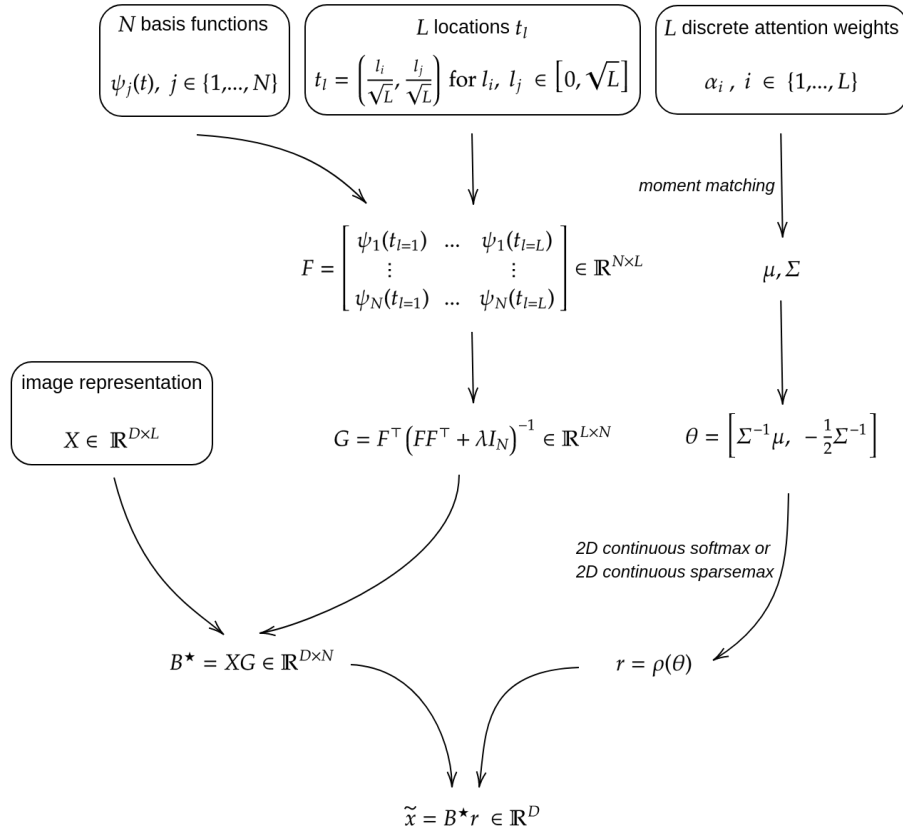 N basis functions
ψ_j(t), j ∈ {1,..., N}
L locations t_l
t_l = (l_i/√L, l_j/√L) for l_i, l_j ∈ [0, √L]
L discrete attention weights
α_i , i ∈ {1,..., L}
moment matching
F = [ψ_1(t_{l=1}) ... ψ_1(t_{l=L})
⋮ ⋮
ψ_N(t_{l=1}) ... ψ_N(t_{l=L})] ∈ ℝ^{N×L}
μ, Σ
image representation
X ∈ ℝ^{D×L}
G = F^⊤(FF^⊤ + λI_N)^{−1} ∈ ℝ^{L×N}
θ = [Σ^{−1}μ, −½Σ^{−1}]
2D continuous softmax or
2D continuous sparsemax
B^★ = XG ∈ ℝ^{D×N}
r = ρ(θ)
x̃ = B^★r ∈ ℝ^D